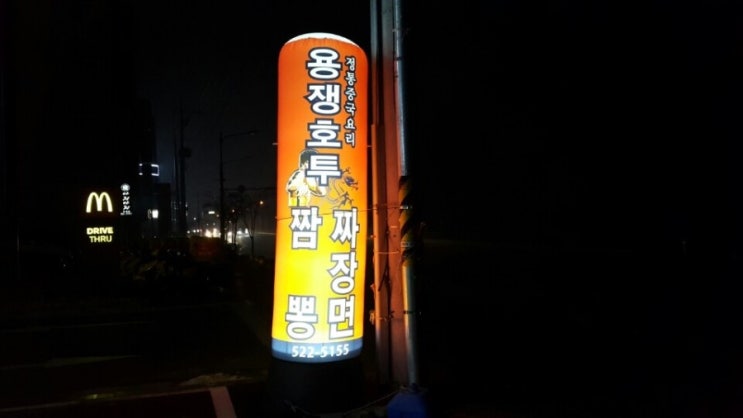 정통중국요리
용쟁호투
짜장면
짬뽕
522-5155
DRIVE
THRU